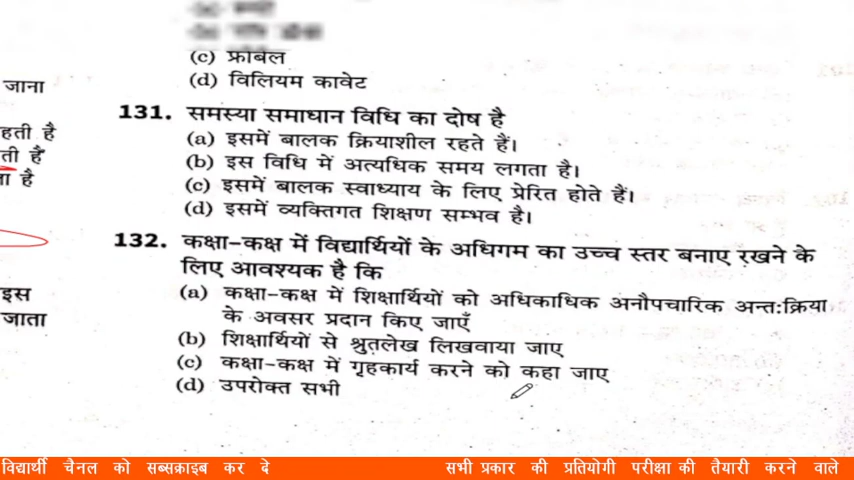 (c) फ्रोबेल
(d) विलियम कावेट
जाना
131. समस्या समाधान विधि का दोष है
हती है
(a) इसमें बालक क्रियाशील रहते हैं।
ती है
(b) इस विधि में अत्यधिक समय लगता है।
ता है
(c) इसमें बालक स्वाध्याय के लिए प्रेरित होते हैं।
(d) इसमें व्यक्तिगत शिक्षण सम्भव है।
132. कक्षा-कक्ष में विद्यार्थियों के अधिगम का उच्च स्तर बनाए रखने के
लिए आवश्यक है कि
इस
(a) कक्षा-कक्ष में शिक्षार्थियों को अधिकाधिक अनौपचारिक अन्त:क्रिया
जाता
के अवसर प्रदान किए जाएँ
(b) शिक्षार्थियों से श्रुतलेख लिखवाया जाए
(c) कक्षा-कक्ष में गृहकार्य करने को कहा जाए
(d) उपरोक्त सभी
विद्यार्थी चैनल को सब्सक्राइब कर दे सभी प्रकार की प्रतियोगी परीक्षा की तैयारी करने वाले